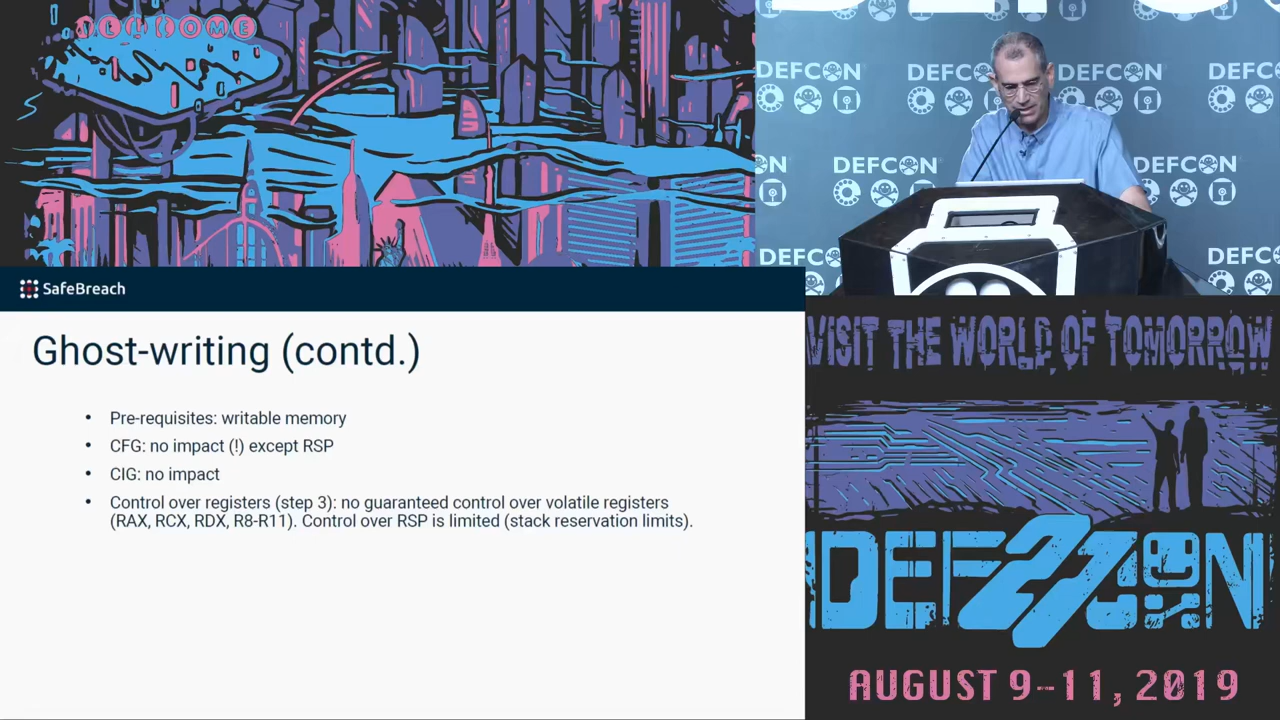 WELCOME
DEFCON DEFCON DEFCON DEFCON
DEFCON DEFCON DEFCON
DEFCON DEFCON
SafeBreach
Ghost-writing (contd.)
• Pre-requisites: writable memory
• CFG: no impact (!) except RSP
• CIG: no impact
• Control over registers (step 3): no guaranteed control over volatile registers
(RAX, RCX, RDX, R8-R11). Control over RSP is limited (stack reservation limits).
VISIT THE WORLD OF TOMORROW
DEF27CON
AUGUST 9-11, 2019